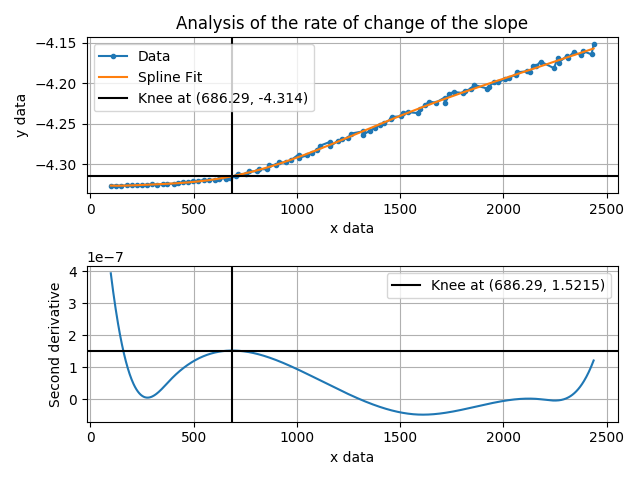 Analysis of the rate of change of the slope
−4.15
−4.20
−4.25
−4.30
y data
Data
Spline Fit
Knee at (686.29, -4.314)
0 500 1000 1500 2000 2500
x data
1e−7
4
3
2
1
0
Second derivative
Knee at (686.29, 1.5215)
0 500 1000 1500 2000 2500
x data